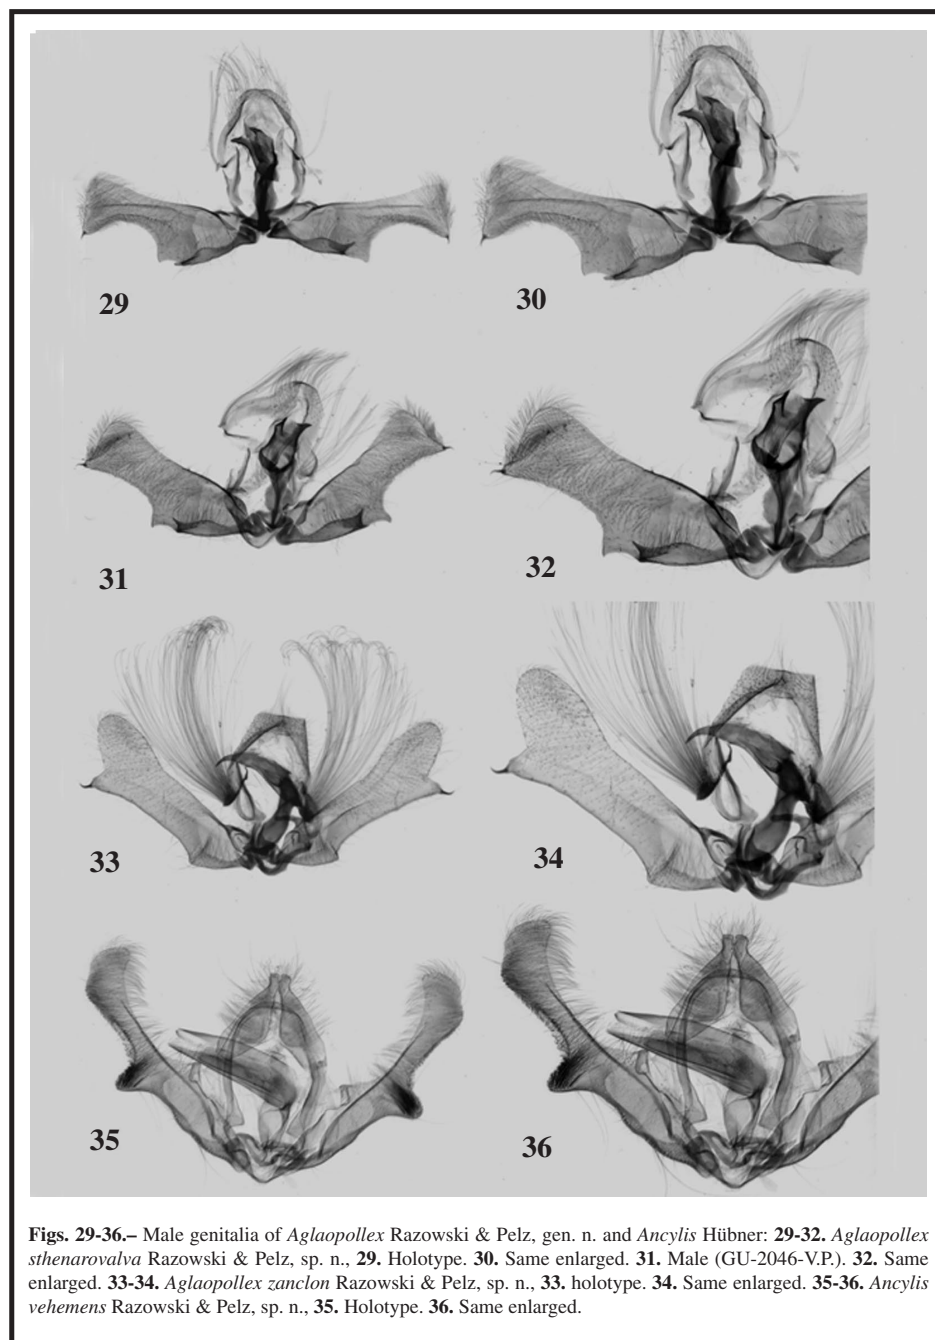 29
30
31
32
33
34
35
36
Figs. 29-36.– Male genitalia of Aglaopollex Razowski & Pelz, gen. n. and Ancylis Hübner: 29-32. Aglaopollex
sthenarovalva Razowski & Pelz, sp. n., 29. Holotype. 30. Same enlarged. 31. Male (GU-2046-V.P.). 32. Same
enlarged. 33-34. Aglaopollex zanclon Razowski & Pelz, sp. n., 33. holotype. 34. Same enlarged. 35-36. Ancylis
vehemens Razowski & Pelz, sp. n., 35. Holotype. 36. Same enlarged.